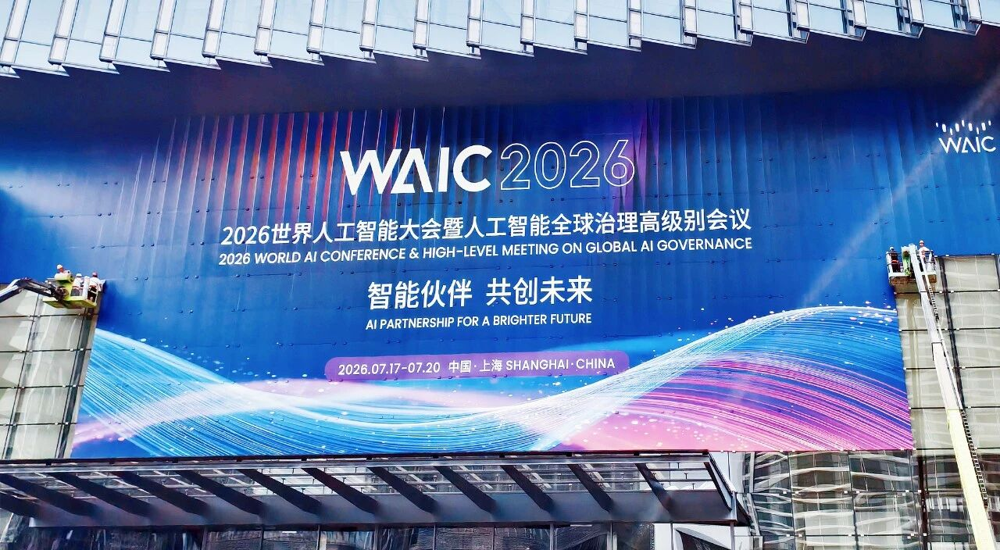 WAIC 2026
WAIC
2026世界人工智能大会暨人工智能全球治理高级别会议
2026 WORLD AI CONFERENCE & HIGH-LEVEL MEETING ON GLOBAL AI GOVERNANCE
智能伙伴 共创未来
AI PARTNERSHIP FOR A BRIGHTER FUTURE
2026.07.17-07.20 中国·上海 SHANGHAI·CHINA